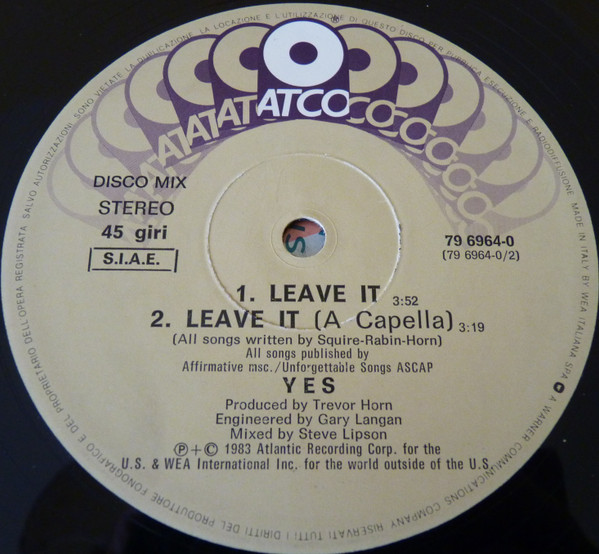 SONO VIETATE LA DUPLICAZIONE, LA LOCAZIONE E L'UTILIZZAZIONE DI QUESTO DISCO PER PUBBLICA ESECUZIONE E RADIODIFFUSIONE
ATCO
®
DISCO MIX
STEREO
45 giri
S.I.A.E.
79 6964-0
(79 6964-0/2)
1. LEAVE IT 3:52
2. LEAVE IT (A Capella) 3:19
(All songs written by Squire-Rabin-Horn)
All songs published by
Affirmative msc./Unforgettable Songs ASCAP
YES
Produced by Trevor Horn
Engineered by Gary Langan
Mixed by Steve Lipson
Ⓟ+© 1983 Atlantic Recording Corp. for the
U.S. & WEA International Inc. for the world outside of the U.S.
MADE IN ITALY BY WEA ITALIANA SPA A WARNER COMMUNICATIONS COMPANY. RISERVATI TUTTI I DIRITTI DEL PRODUTTORE FONOGRAFICO E DEL PROPRIETARIO DELL'OPERA REGISTRATA. SALVO AUTORIZZAZIONI,